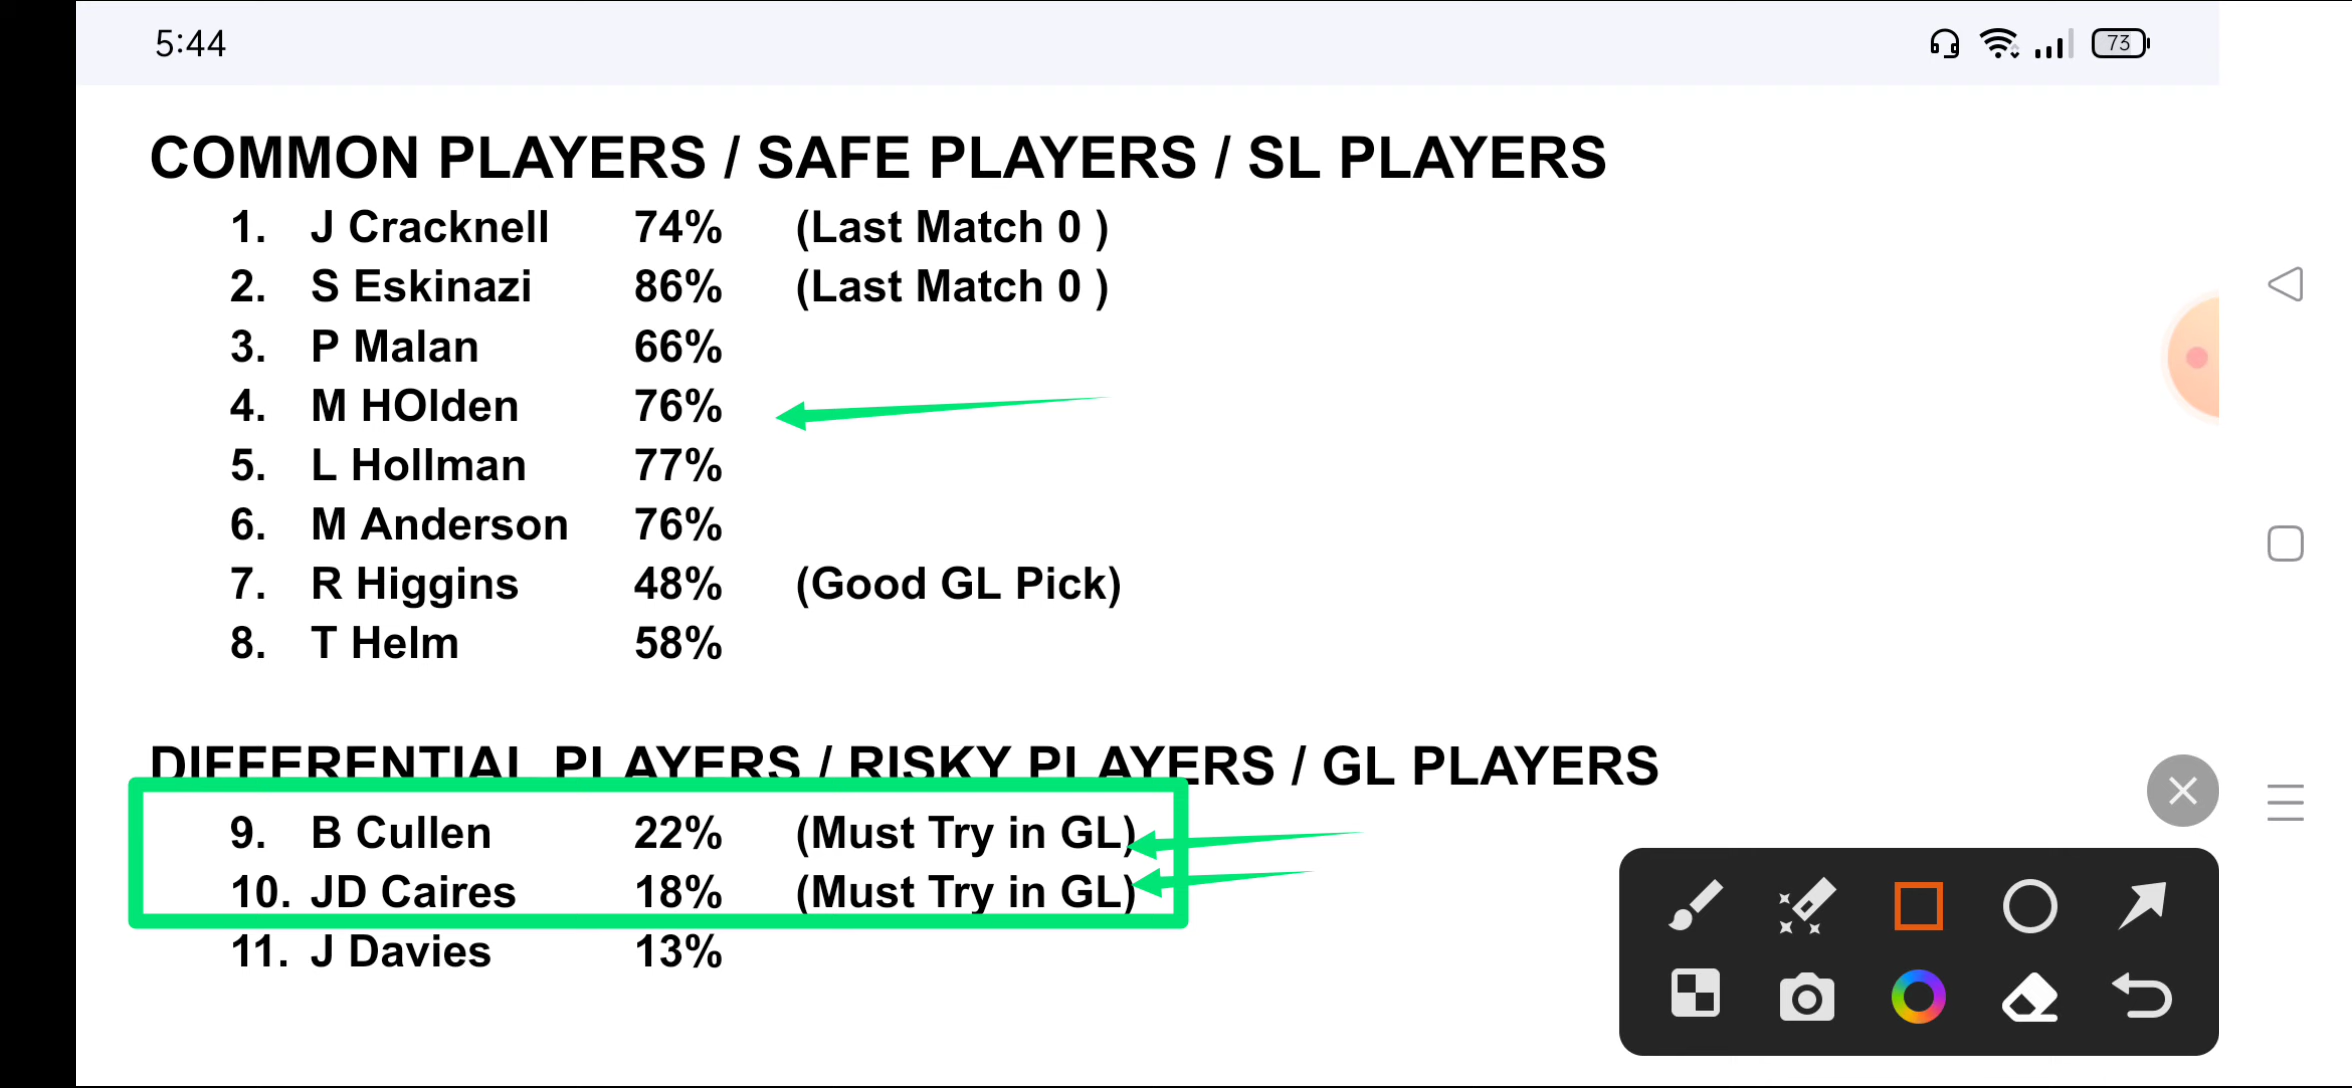 5:44
73
COMMON PLAYERS / SAFE PLAYERS / SL PLAYERS
1. J Cracknell 74% (Last Match 0 )
2. S Eskinazi 86% (Last Match 0 )
3. P Malan 66%
4. M HOlden 76%
5. L Hollman 77%
6. M Anderson 76%
7. R Higgins 48% (Good GL Pick)
8. T Helm 58%
DIFFERENTIAL PLAYERS / RISKY PLAYERS / GL PLAYERS
9. B Cullen 22% (Must Try in GL)
10. JD Caires 18% (Must Try in GL)
11. J Davies 13%